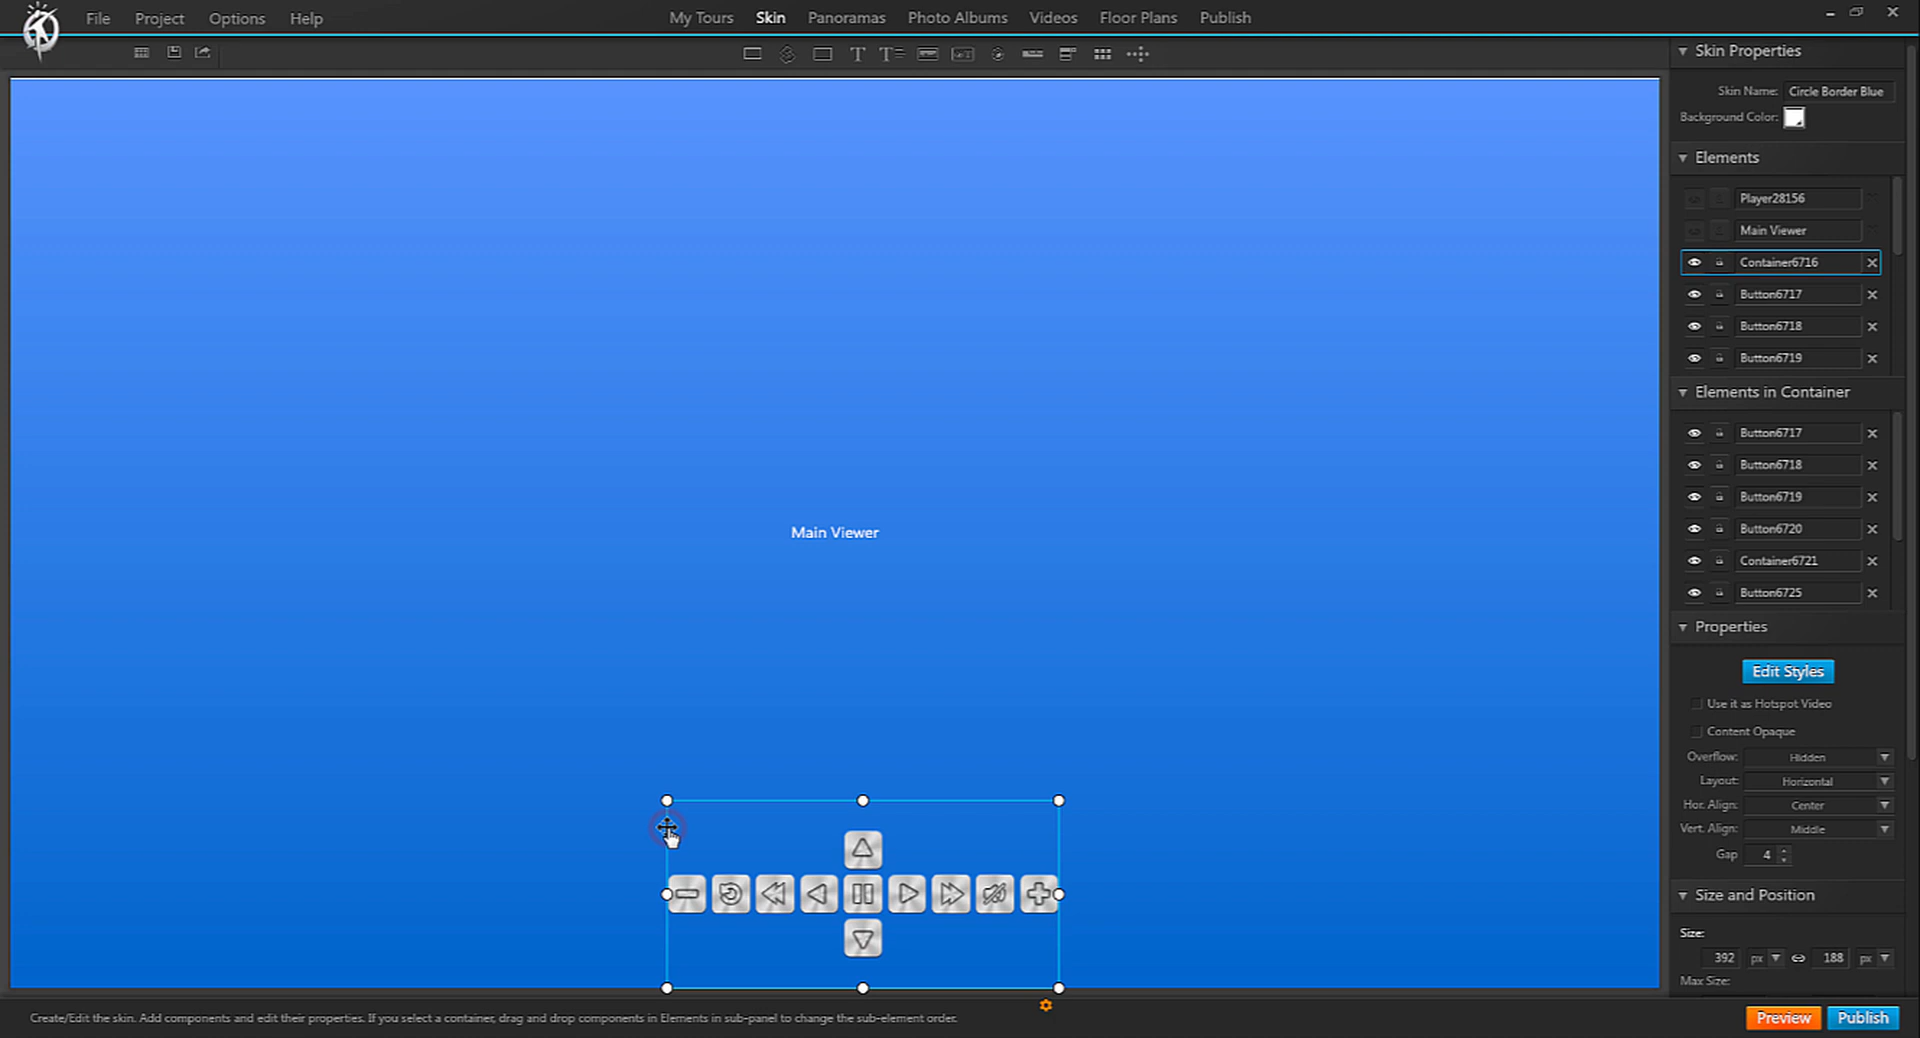 File Project Options Help My Tours Skin Panoramas Photo Albums Videos Floor Plans Publish
Skin Properties
Skin Name: Circle Border Blue
Background Color:
Elements
Player28156
Main Viewer
Container6716
Button6717
Button6718
Button6719
Elements in Container
Button6717
Button6718
Button6719
Button6720
Container6721
Button6725
Main Viewer
Properties
Edit Styles
Use it as Hotspot Video
Content Opaque
Overflow: Hidden
Layout: Horizontal
Hor. Align: Center
Vert. Align: Middle
Gap 4
Size and Position
Size:
392 px 188 px
Max Size:
Create/Edit the skin. Add components and edit their properties. If you select a container, drag and drop components in Elements in sub-panel to change the sub-element order.
Preview Publish